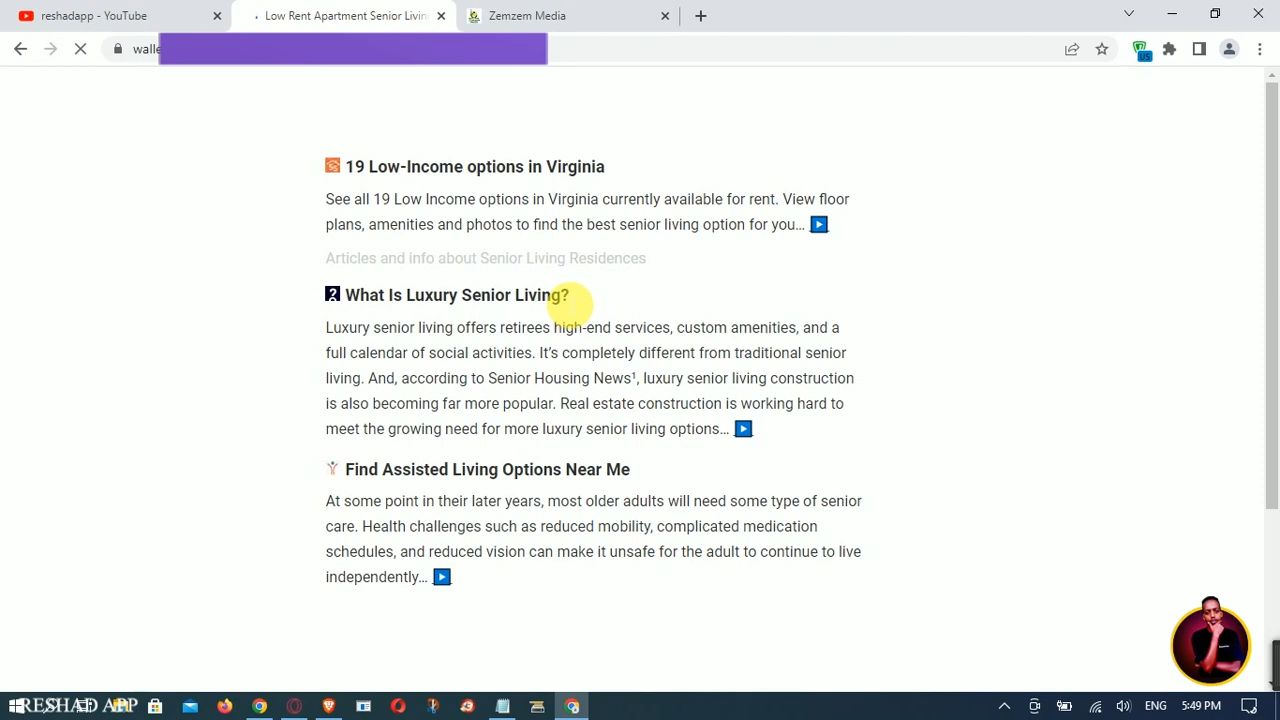 reshadapp - YouTube
Low Rent Apartment Senior Livin
Zemzem Media
walle
US
19 Low-Income options in Virginia
See all 19 Low Income options in Virginia currently available for rent. View floor
plans, amenities and photos to find the best senior living option for you…
Articles and info about Senior Living Residences
What Is Luxury Senior Living?
Luxury senior living offers retirees high-end services, custom amenities, and a
full calendar of social activities. It’s completely different from traditional senior
living. And, according to Senior Housing News¹, luxury senior living construction
is also becoming far more popular. Real estate construction is working hard to
meet the growing need for more luxury senior living options…
Find Assisted Living Options Near Me
At some point in their later years, most older adults will need some type of senior
care. Health challenges such as reduced mobility, complicated medication
schedules, and reduced vision can make it unsafe for the adult to continue to live
independently…
RESHAD APP
ENG
5:49 PM